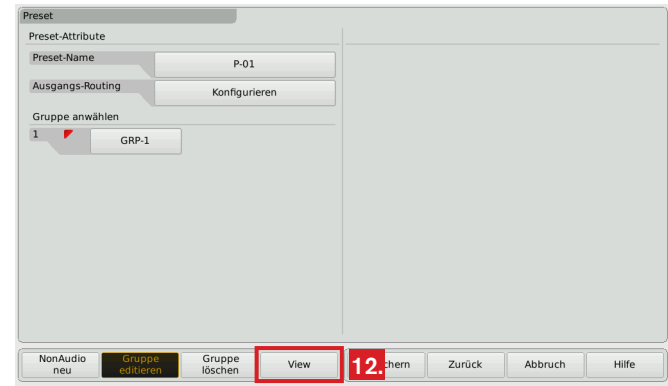 Preset
Preset-Attribute
Preset-Name
P-01
Ausgangs-Routing
Konfigurieren
Gruppe anwählen
1
GRP-1
NonAudio
neu
Gruppe
editieren
Gruppe
löschen
View
12.
chern
Zurück
Abbruch
Hilfe